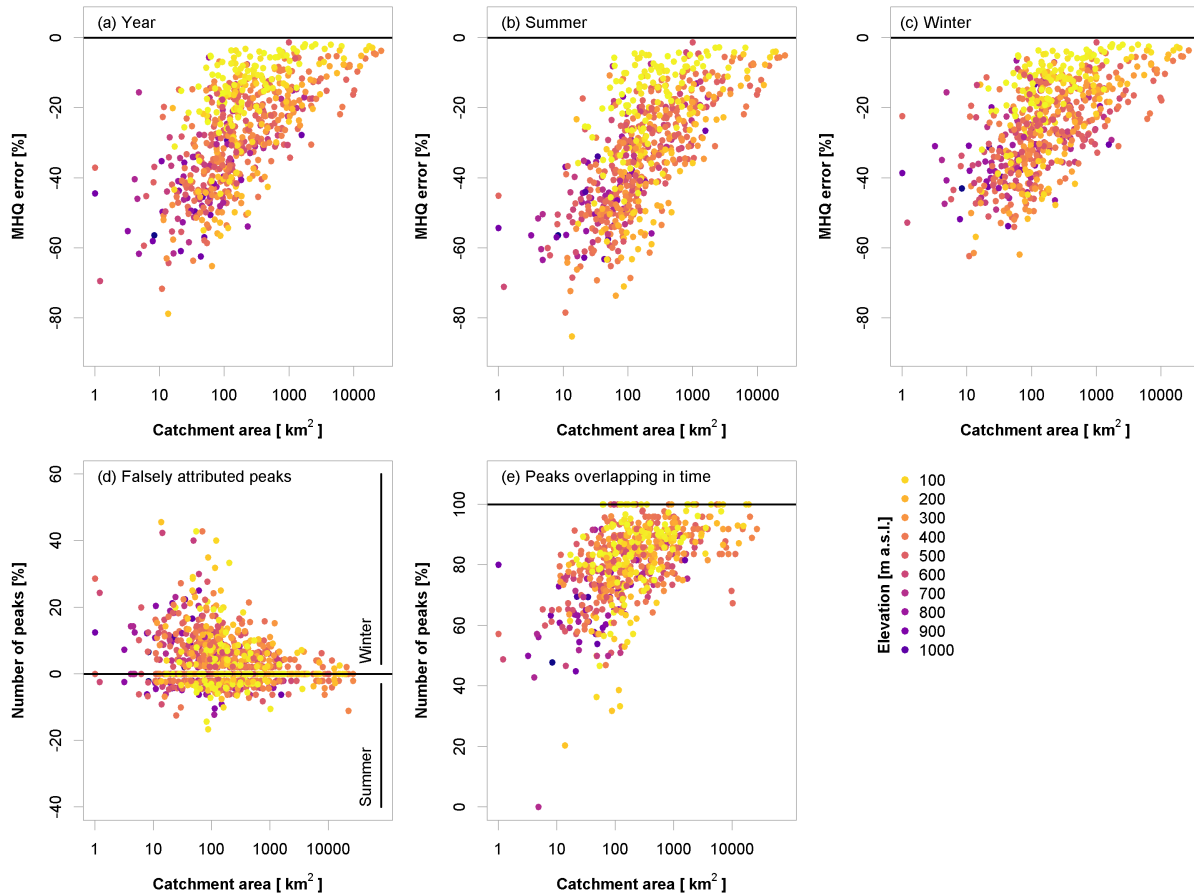 (a) Year
0
-20
-40
-60
-80
MHQ error [%]
1 10 100 1000 10000
Catchment area [ km² ]
(b) Summer
0
-20
-40
-60
-80
MHQ error [%]
1 10 100 1000 10000
Catchment area [ km² ]
(c) Winter
0
-20
-40
-60
-80
MHQ error [%]
1 10 100 1000 10000
Catchment area [ km² ]
(d) Falsely attributed peaks
60
40
20
0
-20
-40
Number of peaks [%]
Winter
Summer
1 10 100 1000 10000
Catchment area [ km² ]
(e) Peaks overlapping in time
100
80
60
40
20
0
Number of peaks [%]
1 10 100 1000 10000
Catchment area [ km² ]
Elevation [m a.s.l.]
100
200
300
400
500
600
700
800
900
1000